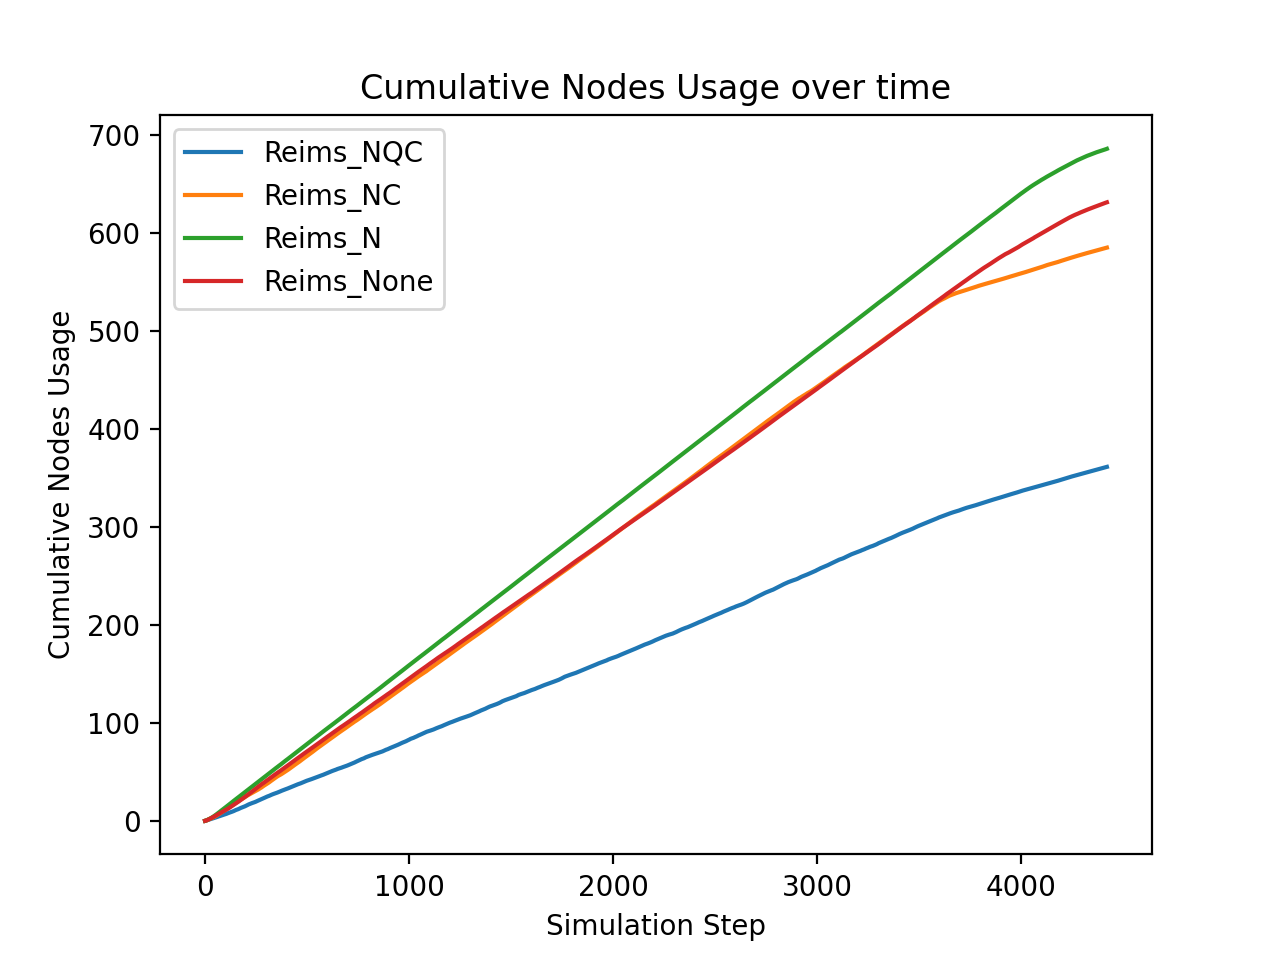 Cumulative Nodes Usage over time
Reims_NQC
Reims_NC
Reims_N
Reims_None
Cumulative Nodes Usage
700
600
500
400
300
200
100
0
0 1000 2000 3000 4000
Simulation Step